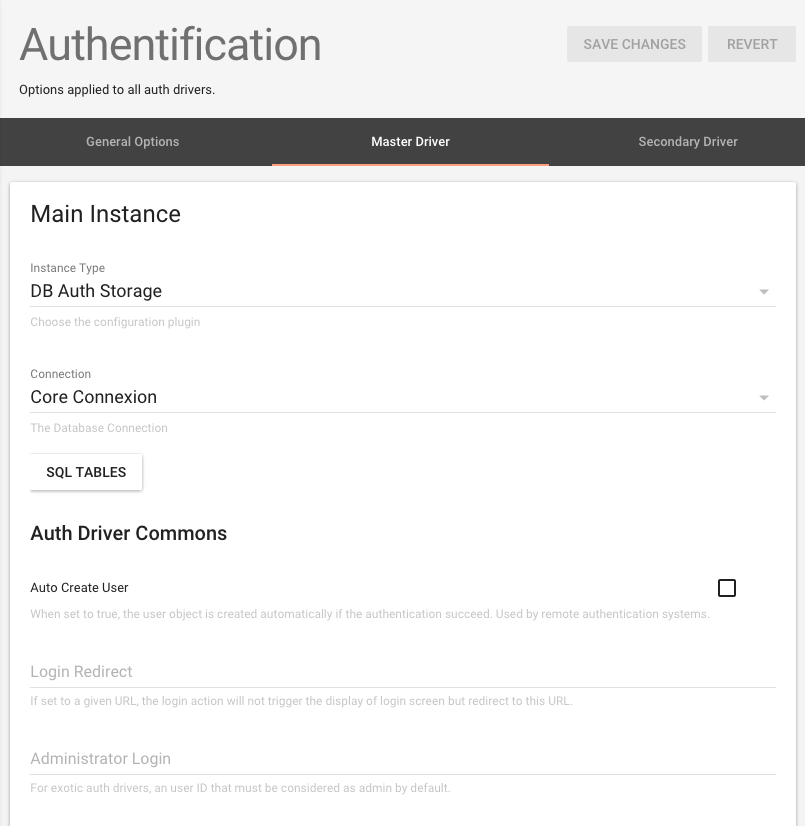 Authentification
SAVE CHANGES
REVERT
Options applied to all auth drivers.
General Options
Master Driver
Secondary Driver
Main Instance
Instance Type
DB Auth Storage
Choose the configuration plugin
Connection
Core Connexion
The Database Connection
SQL TABLES
Auth Driver Commons
Auto Create User
When set to true, the user object is created automatically if the authentication succeed. Used by remote authentication systems.
Login Redirect
If set to a given URL, the login action will not trigger the display of login screen but redirect to this URL.
Administrator Login
For exotic auth drivers, an user ID that must be considered as admin by default.